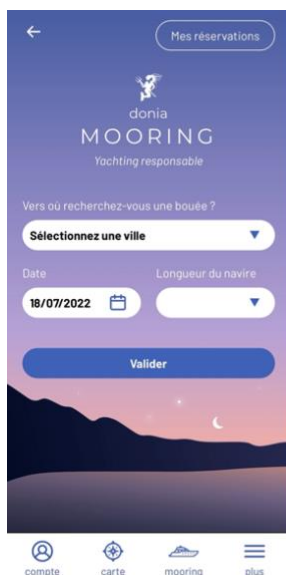 Mes réservations
donia
MOORING
Yachting responsable
Vers où recherchez-vous une bouée ?
Sélectionnez une ville
Date Longueur du navire
18/07/2022
Valider
compte carte mooring plus